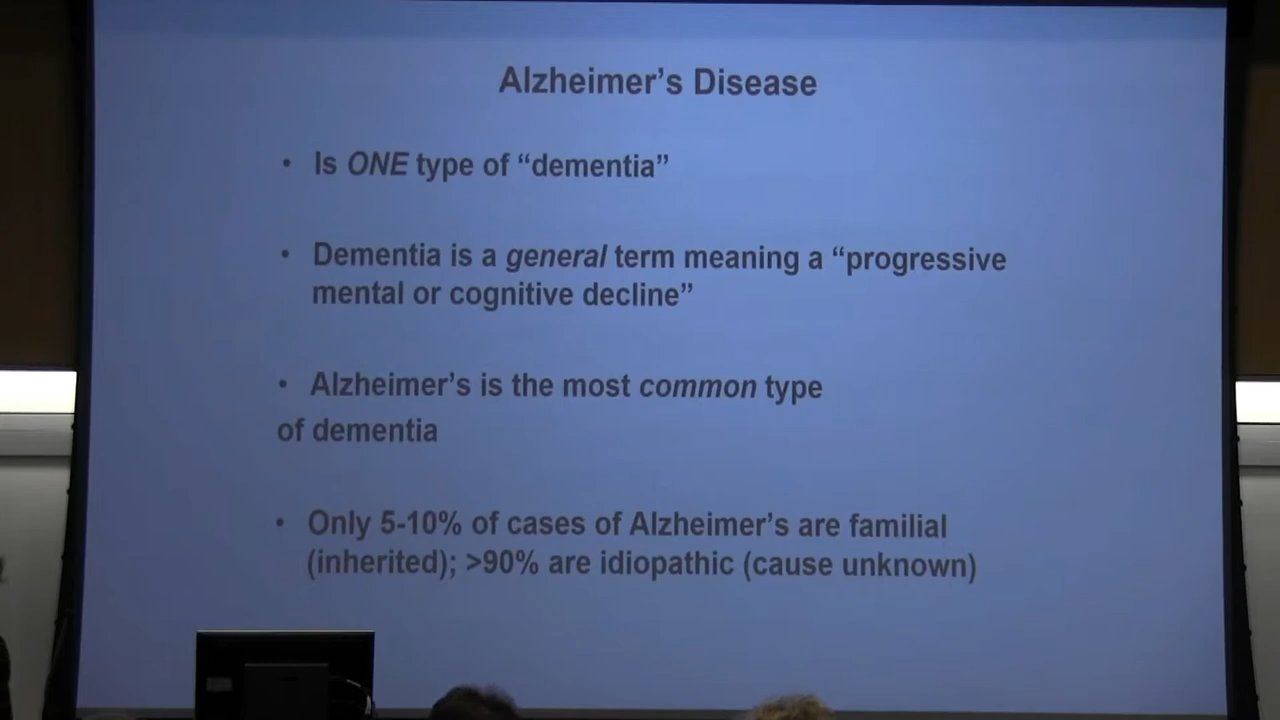 Alzheimer’s Disease
• Is ONE type of “dementia”
• Dementia is a general term meaning a “progressive
mental or cognitive decline”
• Alzheimer’s is the most common type
of dementia
• Only 5-10% of cases of Alzheimer’s are familial
(inherited); >90% are idiopathic (cause unknown)